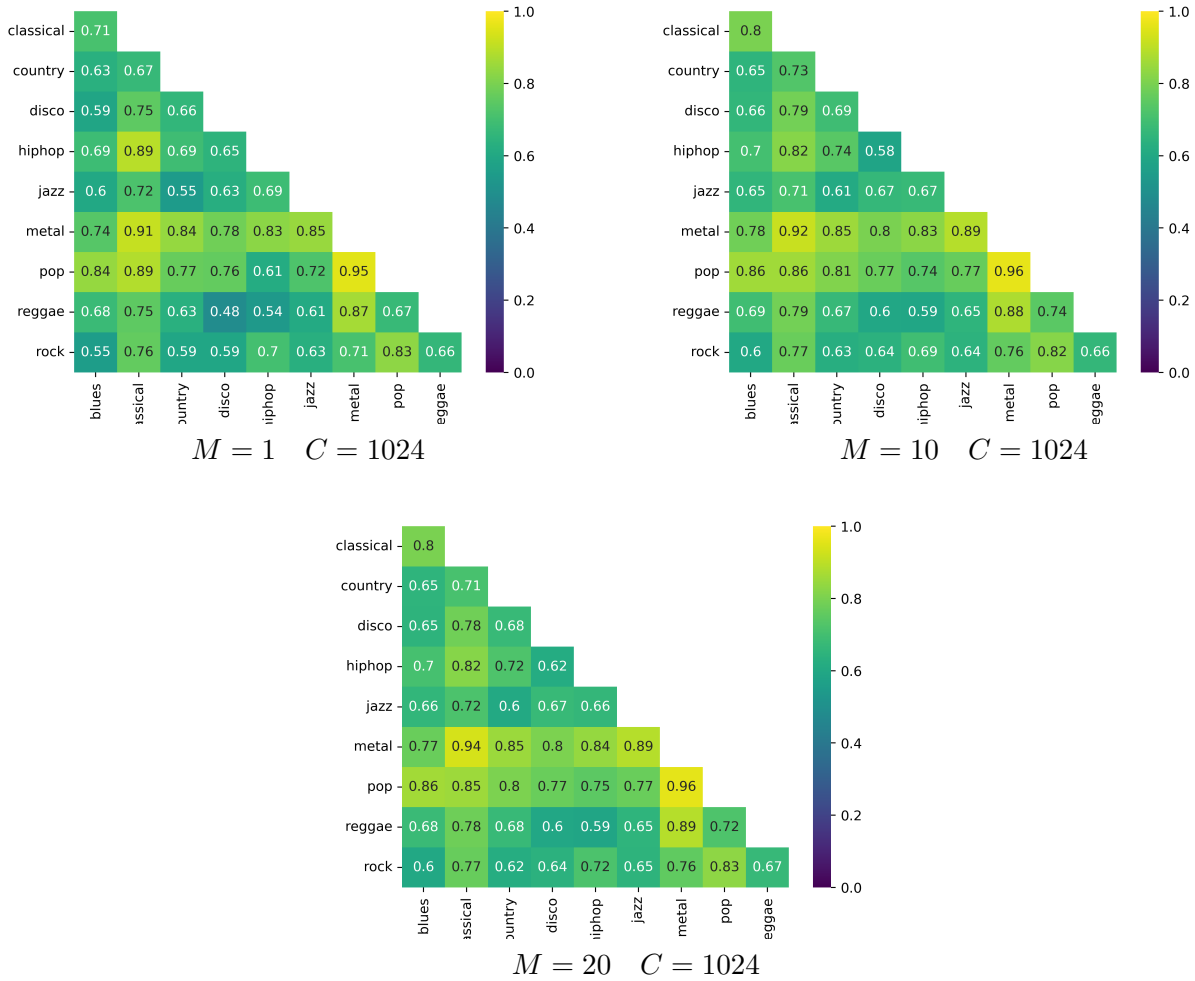 classical 0.71
country 0.63 0.67
disco 0.59 0.75 0.66
hiphop 0.69 0.89 0.69 0.65
jazz 0.6 0.72 0.55 0.63 0.69
metal 0.74 0.91 0.84 0.78 0.83 0.85
pop 0.84 0.89 0.77 0.76 0.61 0.72 0.95
reggae 0.68 0.75 0.63 0.48 0.54 0.61 0.87 0.67
rock 0.55 0.76 0.59 0.59 0.7 0.63 0.71 0.83 0.66
blues assical ountry disco hiphop jazz metal pop eggae
1.0
0.8
0.6
0.4
0.2
0.0
M = 1 C = 1024
classical 0.8
country 0.65 0.73
disco 0.66 0.79 0.69
hiphop 0.7 0.82 0.74 0.58
jazz 0.65 0.71 0.61 0.67 0.67
metal 0.78 0.92 0.85 0.8 0.83 0.89
pop 0.86 0.86 0.81 0.77 0.74 0.77 0.96
reggae 0.69 0.79 0.67 0.6 0.59 0.65 0.88 0.74
rock 0.6 0.77 0.63 0.64 0.69 0.64 0.76 0.82 0.66
blues assical ountry disco hiphop jazz metal pop eggae
1.0
0.8
0.6
0.4
0.2
0.0
M = 10 C = 1024
classical 0.8
country 0.65 0.71
disco 0.65 0.78 0.68
hiphop 0.7 0.82 0.72 0.62
jazz 0.66 0.72 0.6 0.67 0.66
metal 0.77 0.94 0.85 0.8 0.84 0.89
pop 0.86 0.85 0.8 0.77 0.75 0.77 0.96
reggae 0.68 0.78 0.68 0.6 0.59 0.65 0.89 0.72
rock 0.6 0.77 0.62 0.64 0.72 0.65 0.76 0.83 0.67
blues assical ountry disco hiphop jazz metal pop eggae
1.0
0.8
0.6
0.4
0.2
0.0
M = 20 C = 1024